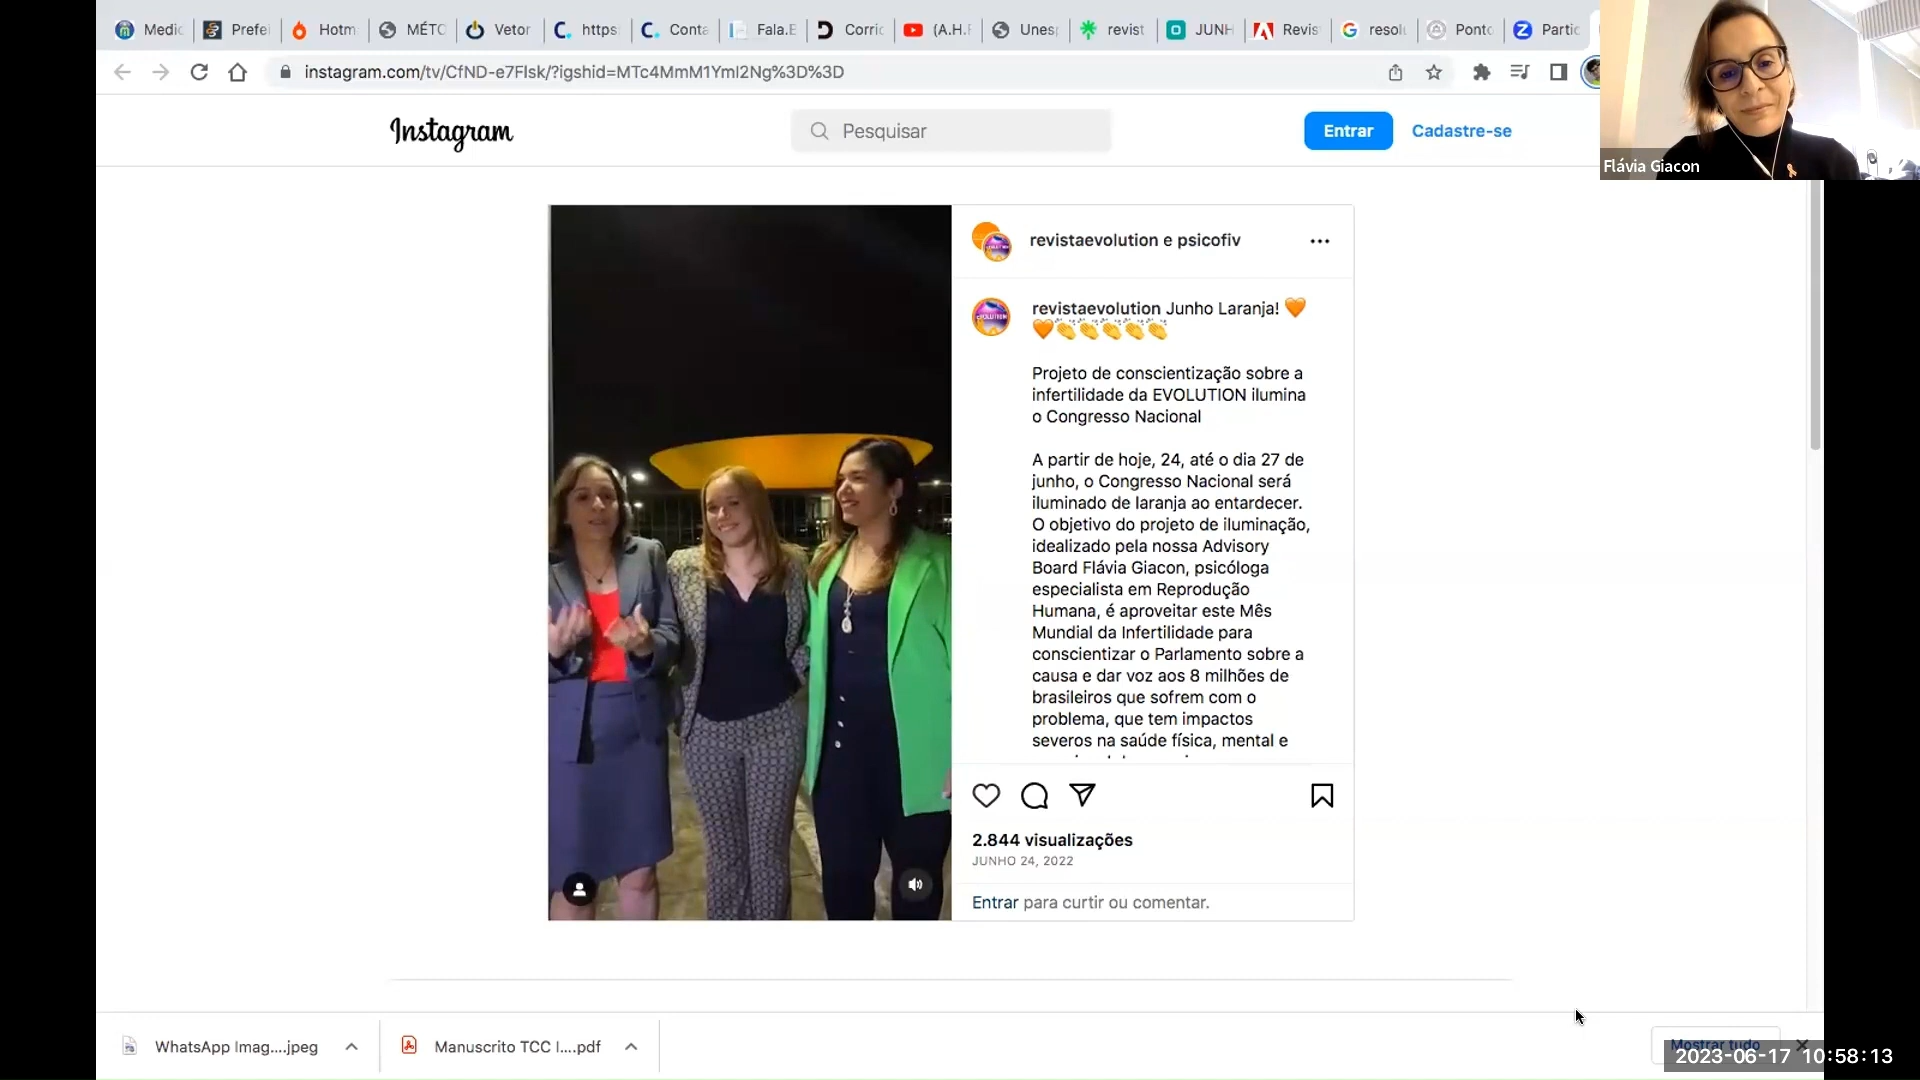 Medic
Prefei
Hotm
MÉTO
Vetor
https:
Conta
Fala.E
Corric
(A.H.F
Unesp
revist
JUNH
Revis
resolu
Ponto
Partic
instagram.com/tv/CfND-e7FIsk/?igshid=MTc4MmM1YmI2Ng%3D%3D
Instagram
Pesquisar
Entrar
Cadastre-se
Flávia Giacon
revistaevolution e psicofiv
revistaevolution Junho Laranja! 🧡
🧡👏👏👏👏👏
Projeto de conscientização sobre a
infertilidade da EVOLUTION ilumina
o Congresso Nacional
A partir de hoje, 24, até o dia 27 de
junho, o Congresso Nacional será
iluminado de laranja ao entardecer.
O objetivo do projeto de iluminação,
idealizado pela nossa Advisory
Board Flávia Giacon, psicóloga
especialista em Reprodução
Humana, é aproveitar este Mês
Mundial da Infertilidade para
conscientizar o Parlamento sobre a
causa e dar voz aos 8 milhões de
brasileiros que sofrem com o
problema, que tem impactos
severos na saúde física, mental e
2.844 visualizações
JUNHO 24, 2022
Entrar para curtir ou comentar.
WhatsApp Imag....jpeg
Manuscrito TCC I....pdf
Mostrar tudo
2023-06-17 10:58:13